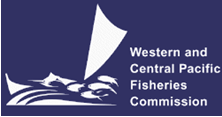 Western and
Central Pacific
Fisheries
Commission